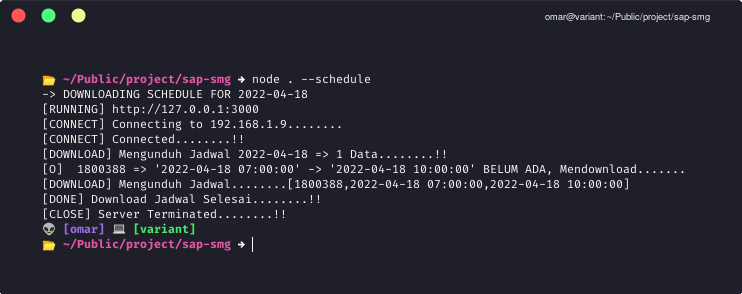 omar@variant: ~/Public/project/sap-smg
~/Public/project/sap-smg → node . --schedule
-> DOWNLOADING SCHEDULE FOR 2022-04-18
[RUNNING] http://127.0.0.1:3000
[CONNECT] Connecting to 192.168.1.9........
[CONNECT] Connected........!!
[DOWNLOAD] Mengunduh Jadwal 2022-04-18 => 1 Data........!!
[O]  1800388 => '2022-04-18 07:00:00' -> '2022-04-18 10:00:00' BELUM ADA, Mendownload.......
[DOWNLOAD] Mengunduh Jadwal........[1800388,2022-04-18 07:00:00,2022-04-18 10:00:00]
[DONE] Download Jadwal Selesai........!!
[CLOSE] Server Terminated........!!
[omar] [variant]
~/Public/project/sap-smg →